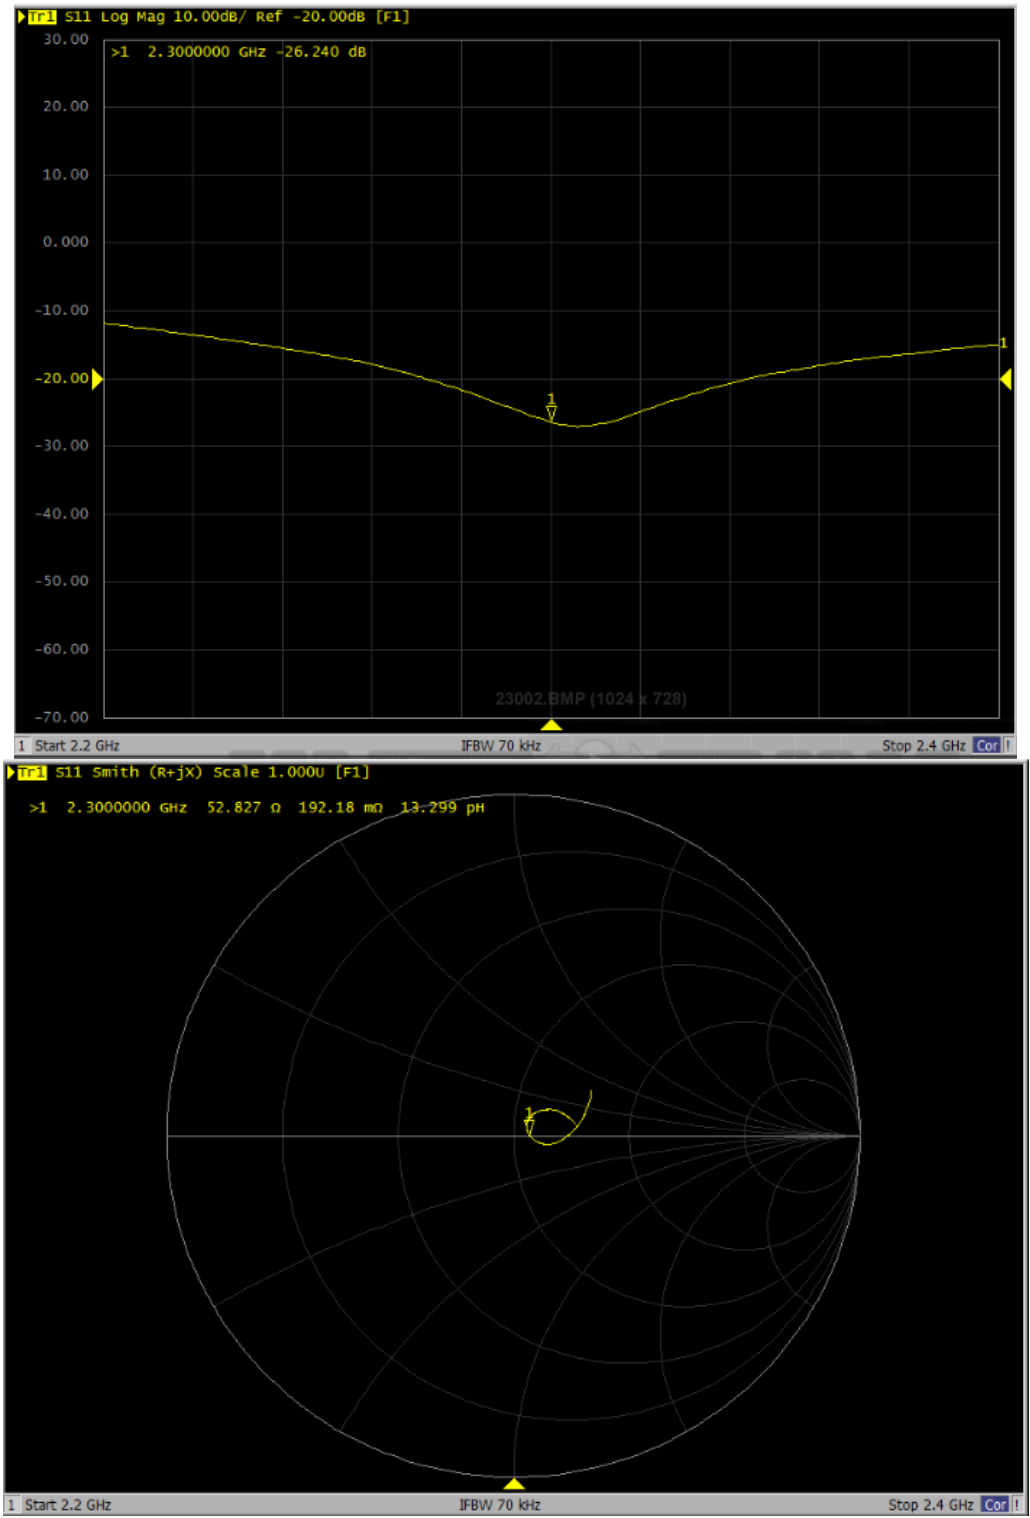 Tr1 S11 Log Mag 10.00dB/ Ref -20.00dB [F1]
30.00
>1 2.3000000 GHz -26.240 dB
20.00
10.00
0.000
-10.00
1
-20.00
1
-30.00
-40.00
-50.00
-60.00
23002.BMP (1024 x 728)
-70.00
1 Start 2.2 GHz IFBW 70 kHz Stop 2.4 GHz Cor !
Tr1 S11 Smith (R+jX) Scale 1.000U [F1]
>1 2.3000000 GHz 52.827 Ω 192.18 mΩ 13.299 pH
1
1 Start 2.2 GHz IFBW 70 kHz Stop 2.4 GHz Cor !